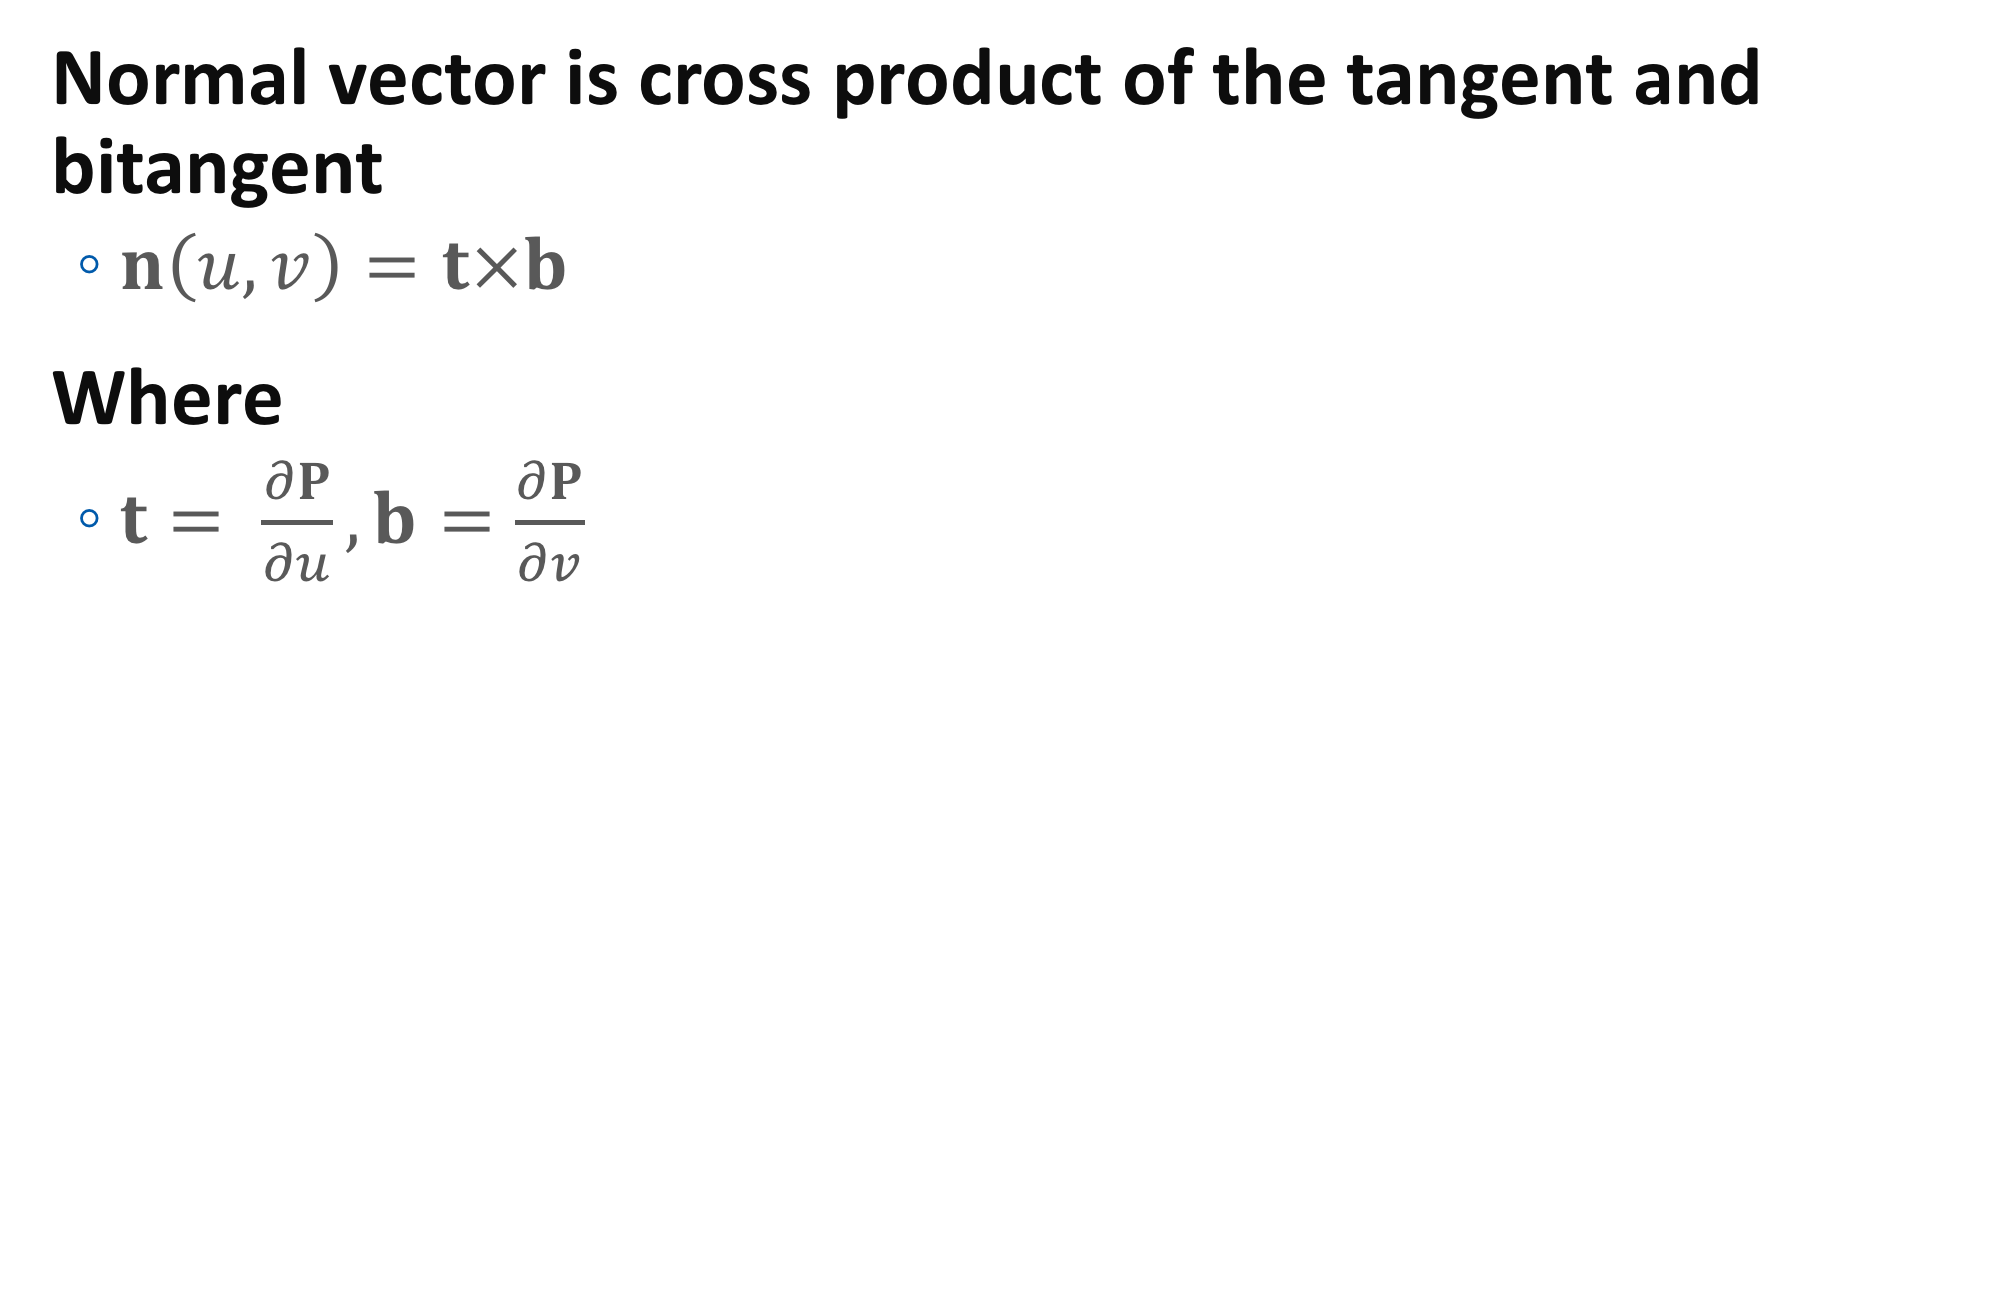 Normal vector is cross product of the tangent and
bitangent
◦ 𝐧(𝑢, 𝑣) = 𝐭×𝐛
Where
◦ 𝐭 = ∂𝐏/∂𝑢, 𝐛 = ∂𝐏/∂𝑣